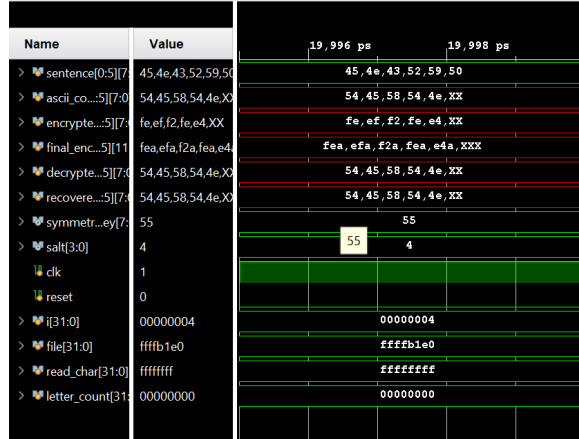 Name Value
19,996 ps 19,998 ps
sentence[0:5][7: 45,4e,43,52,59,50 45,4e,43,52,59,50
ascii_co...:5][7:0 54,45,58,54,4e,XX 54,45,58,54,4e,XX
encrypte...:5][7: fe,ef,f2,fe,e4,XX fe,ef,f2,fe,e4,XX
final_enc...5][11 fea,efa,f2a,fea,e4a fea,efa,f2a,fea,e4a,XXX
decrypte...5][7:( 54,45,58,54,4e,XX 54,45,58,54,4e,XX
recovere...5][7:( 54,45,58,54,4e,XX 54,45,58,54,4e,XX
symmetr...ey[7: 55 55
salt[3:0] 4 55 4
clk 1
reset 0
i[31:0] 00000004 00000004
file[31:0] ffffb1e0 ffffb1e0
read_char[31:0] ffffffff ffffffff
letter_count[31: 00000000 00000000